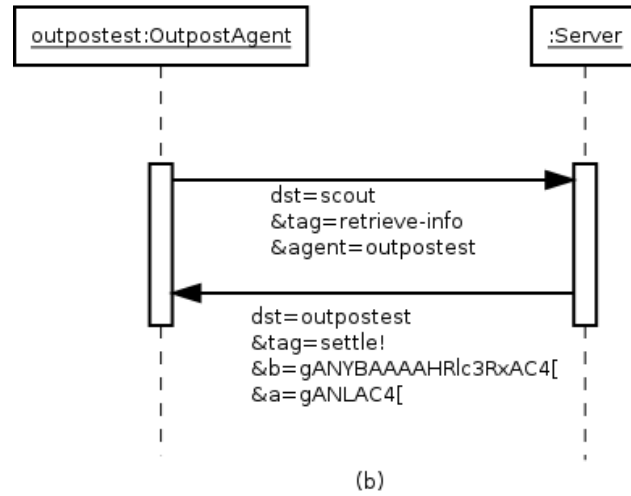 outpostest:OutpostAgent
:Server
dst=scout
&tag=retrieve-info
&agent=outpostest
dst=outpostest
&tag=settle!
&b=gANYBAAAAHRlc3RxAC4[
&a=gANLAC4[
(b)